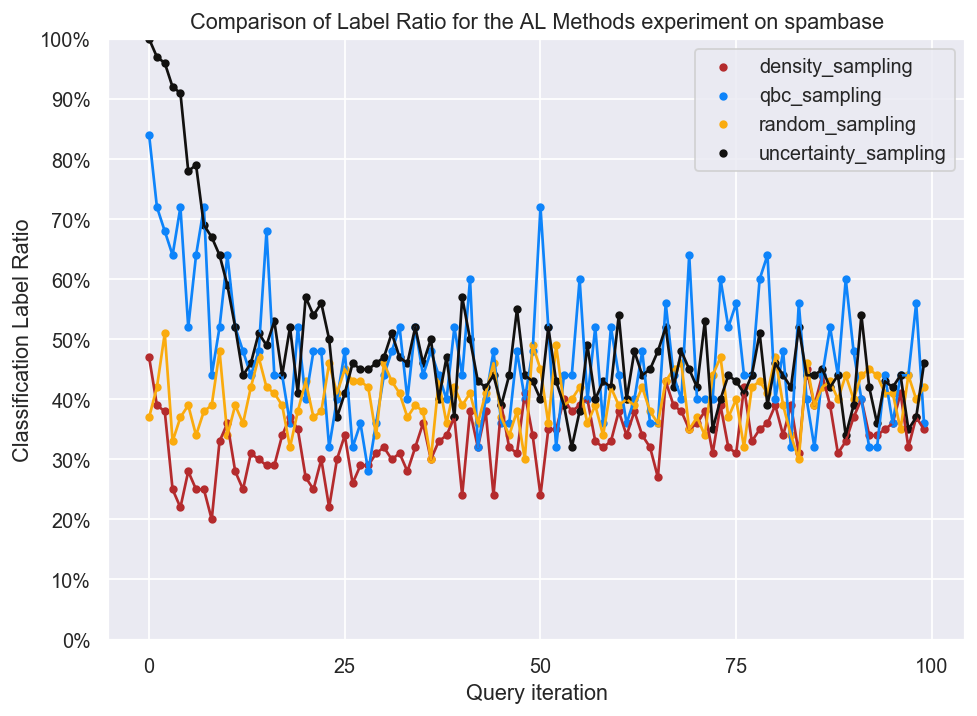 Comparison of Label Ratio for the AL Methods experiment on spambase
100%
90%
80%
70%
60%
50%
40%
30%
20%
10%
0%
Classification Label Ratio
density_sampling
qbc_sampling
random_sampling
uncertainty_sampling
0
25
50
75
100
Query iteration